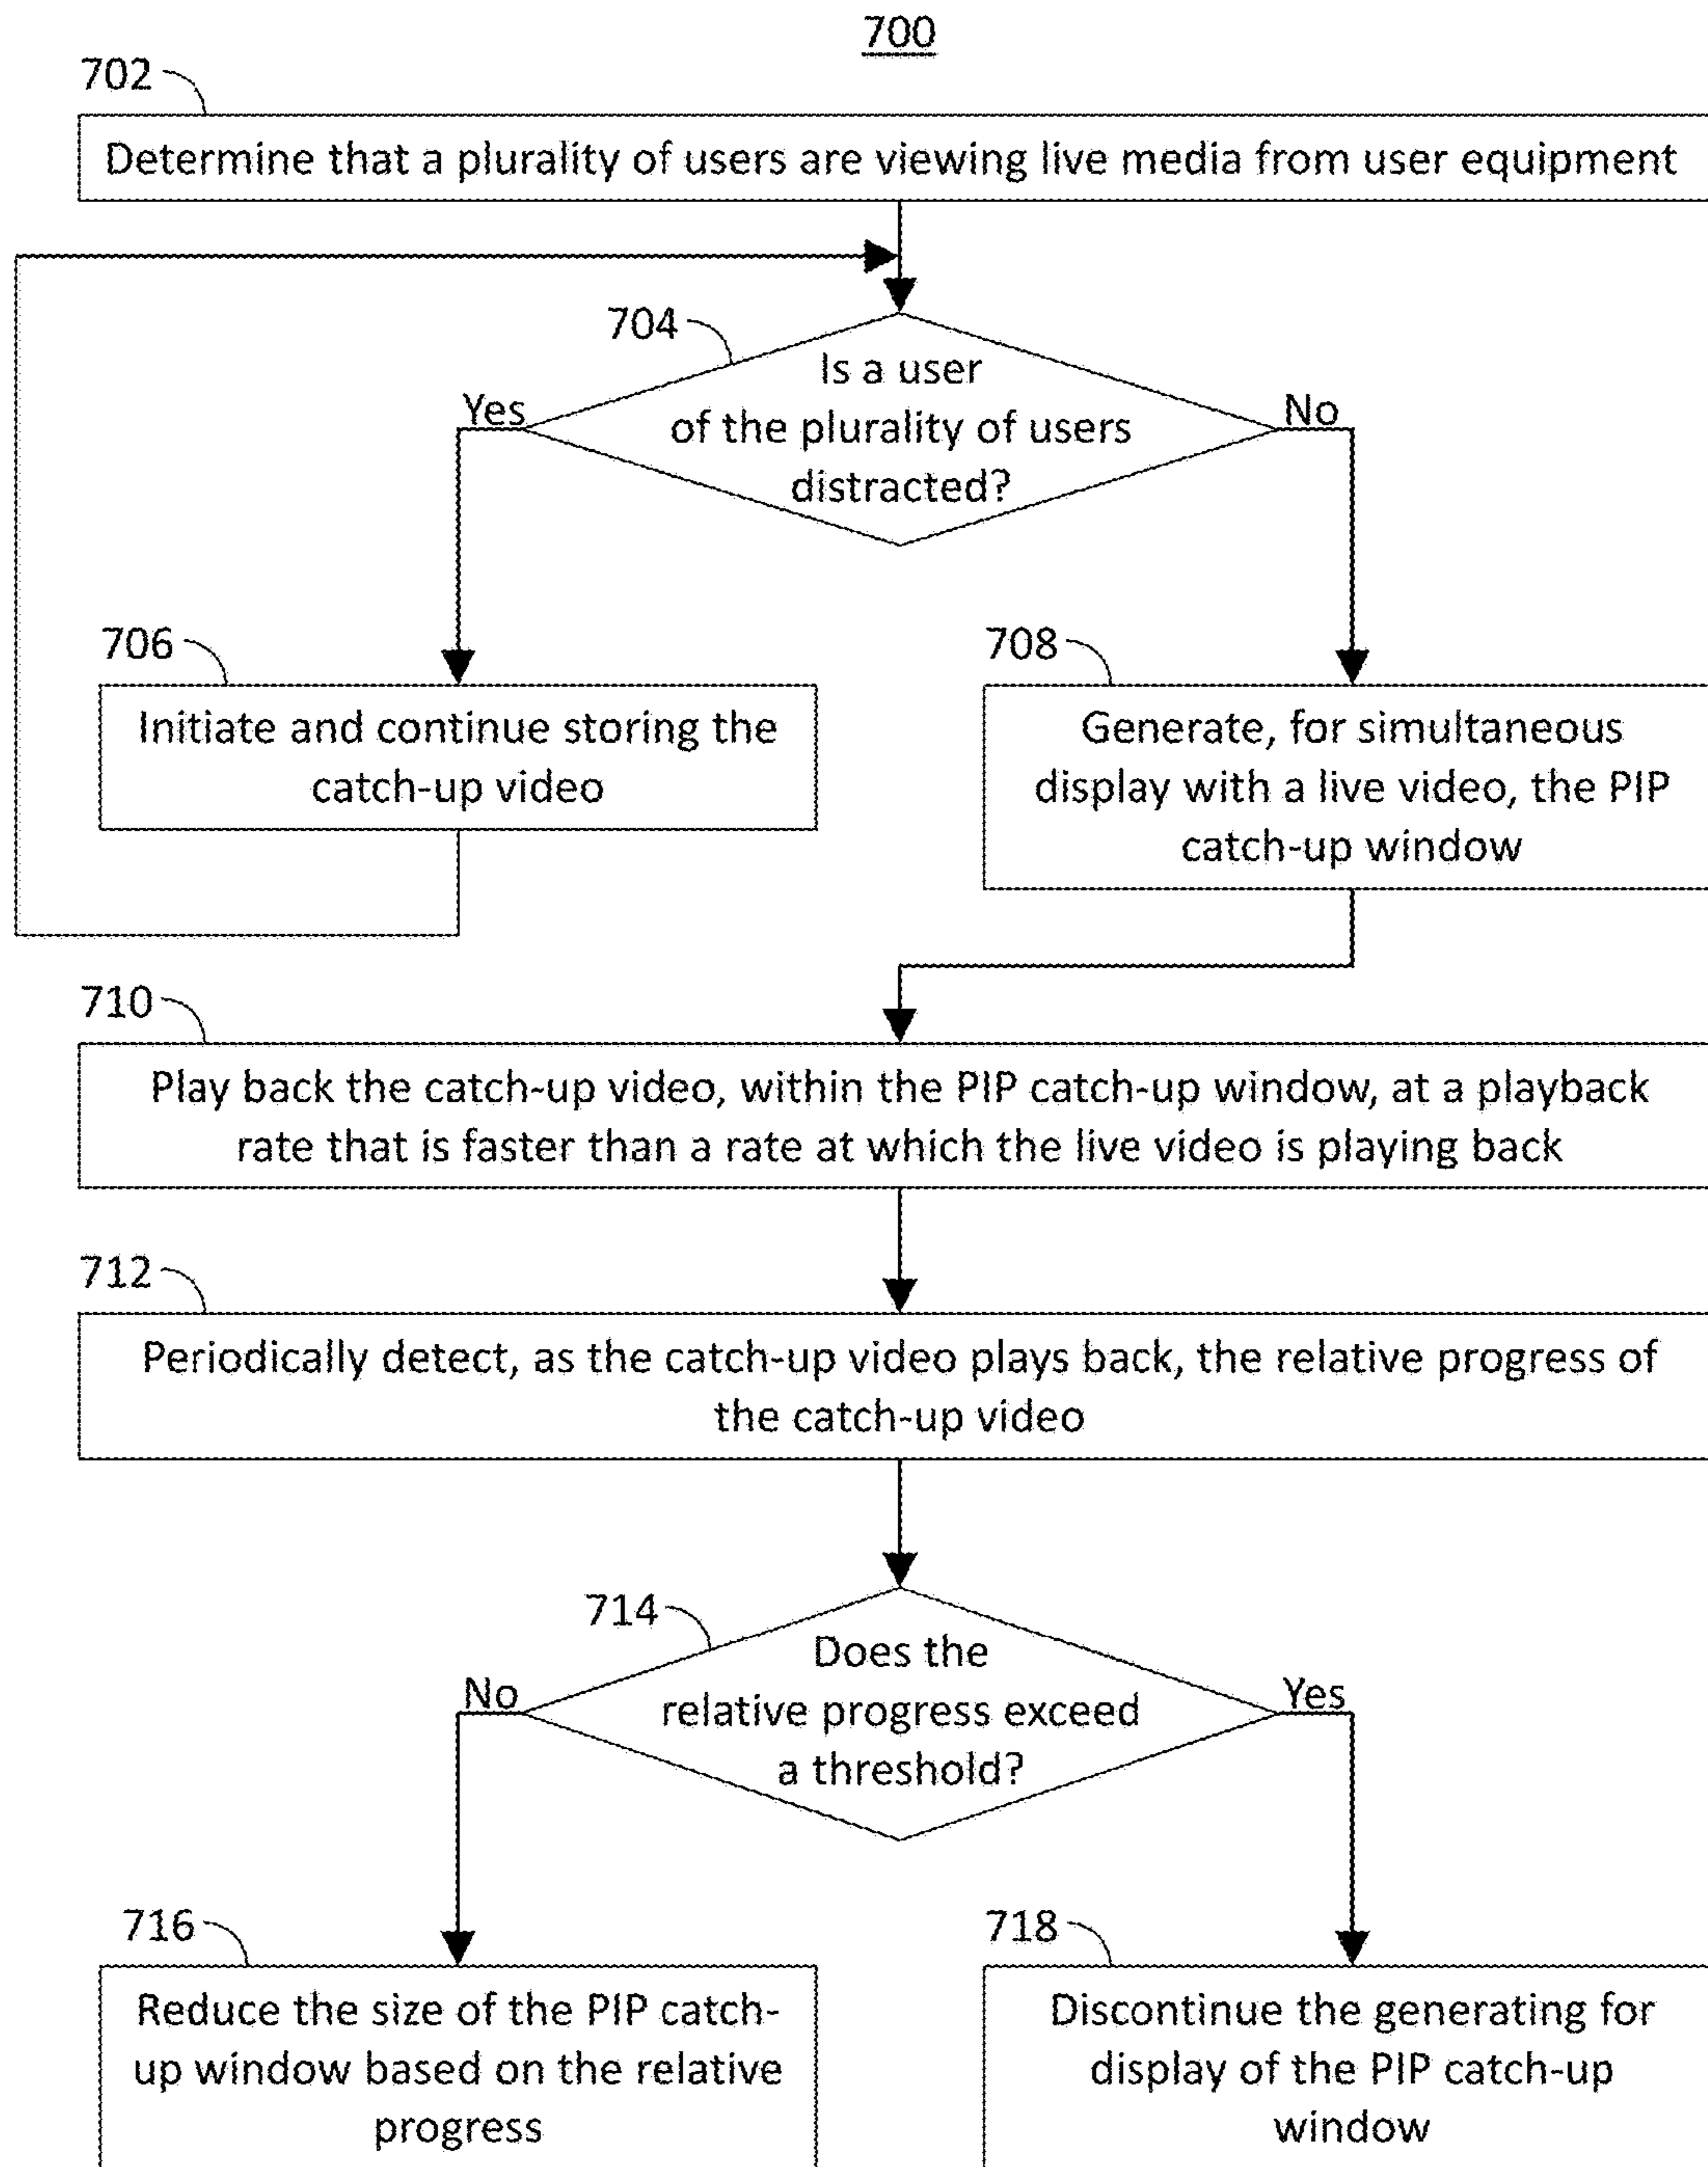 700
702
Determine that a plurality of users are viewing live media from user equipment
704
Is a user
of the plurality of users
distracted?
Yes
No
706
Initiate and continue storing the
catch-up video
708
Generate, for simultaneous
display with a live video, the PIP
catch-up window
710
Play back the catch-up video, within the PIP catch-up window, at a playback
rate that is faster than a rate at which the live video is playing back
712
Periodically detect, as the catch-up video plays back, the relative progress of
the catch-up video
714
Does the
relative progress exceed
a threshold?
No
Yes
716
Reduce the size of the PIP catch-
up window based on the relative
progress
718
Discontinue the generating for
display of the PIP catch-up
window